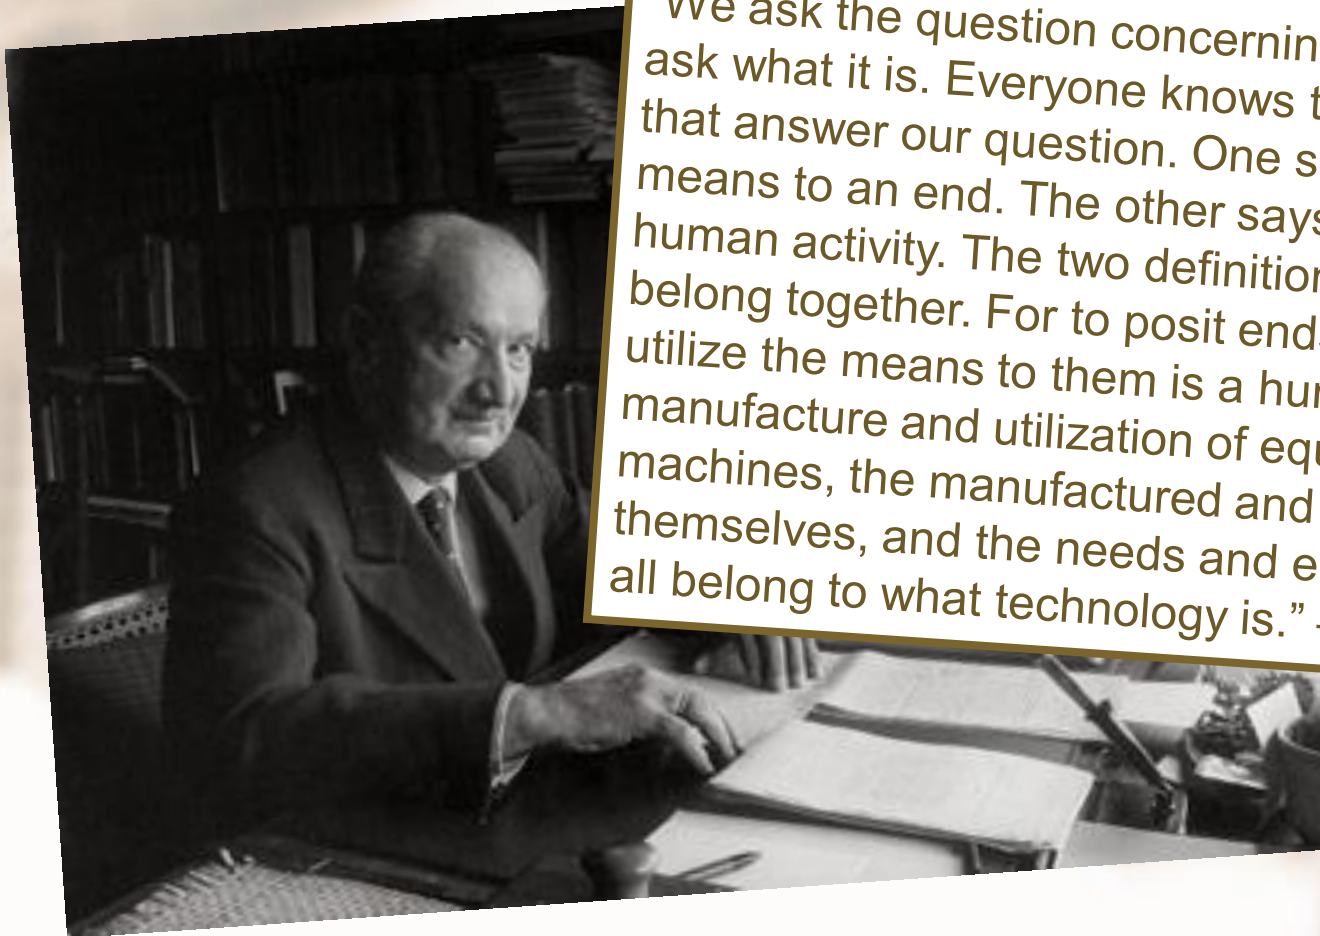 We ask the question concernin
ask what it is. Everyone knows t
that answer our question. One s
means to an end. The other says
human activity. The two definition
belong together. For to posit ends
utilize the means to them is a hum
manufacture and utilization of equ
machines, the manufactured and
themselves, and the needs and e
all belong to what technology is.” -